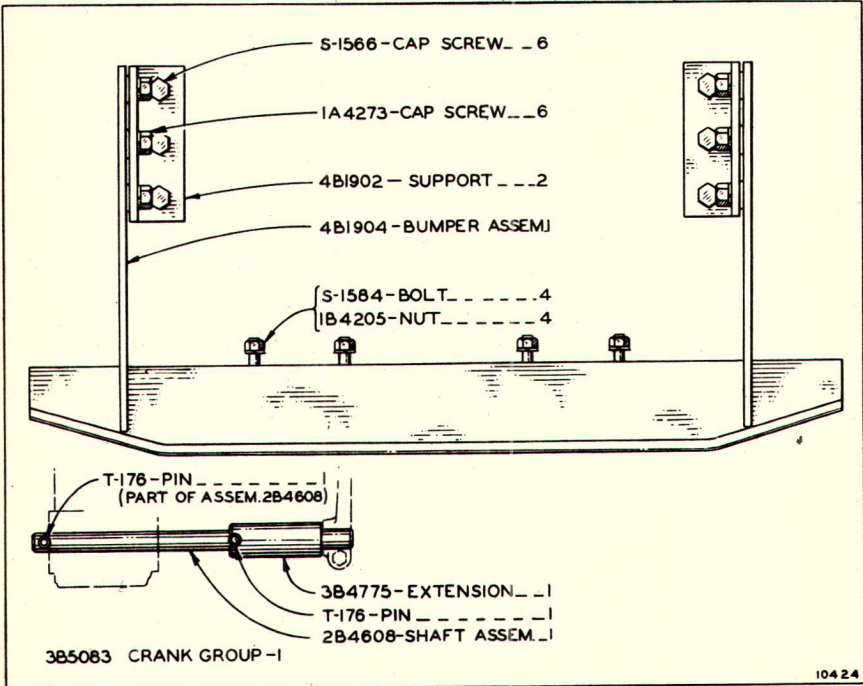 S-1566-CAP SCREW__6
1A4273-CAP SCREW__6
4B1902-SUPPORT___2
4B1904-BUMPER ASSEM.1
S-1584-BOLT______4
1B4205-NUT______4
T-176-PIN__________1
(PART OF ASSEM.2B4608)
3B4775-EXTENSION__1
T-176-PIN_______1
2B4608-SHAFT ASSEM._1
3B5083 CRANK GROUP-1
10424